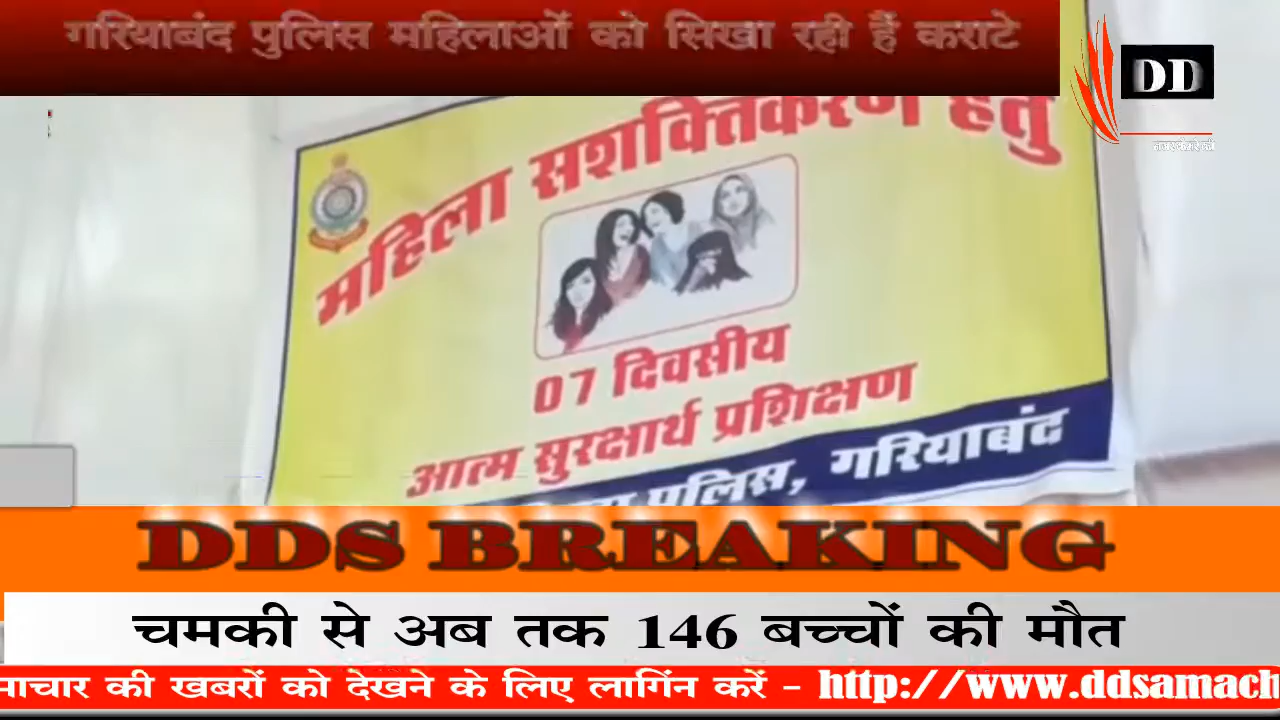 गरियाबंद पुलिस महिलाओं को सिखा रही हैं कराटे
DD
महिला सशक्तिकरण हेतु
07 दिवसीय
आत्म सुरक्षार्थ प्रशिक्षण
पुलिस, गरियाबंद
DDS BREAKING
चमकी से अब तक 146 बच्चों की मौत
माचार की खबरों को देखने के लिए लागिंन करें - http://www.ddsamach